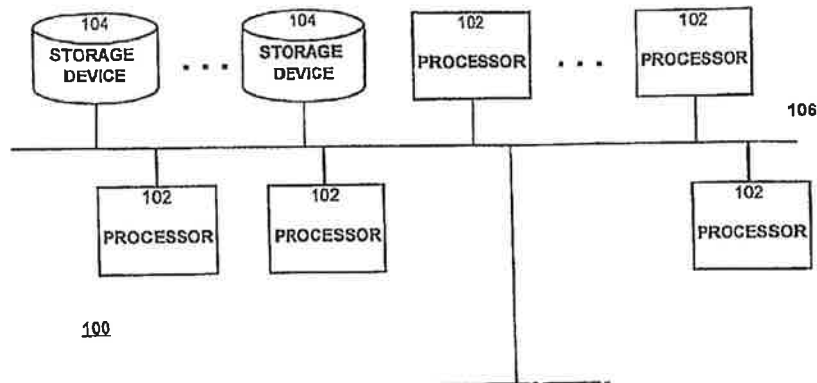 104
STORAGE
DEVICE
104
STORAGE
DEVICE
102
PROCESSOR
102
PROCESSOR
106
102
PROCESSOR
102
PROCESSOR
102
PROCESSOR
100